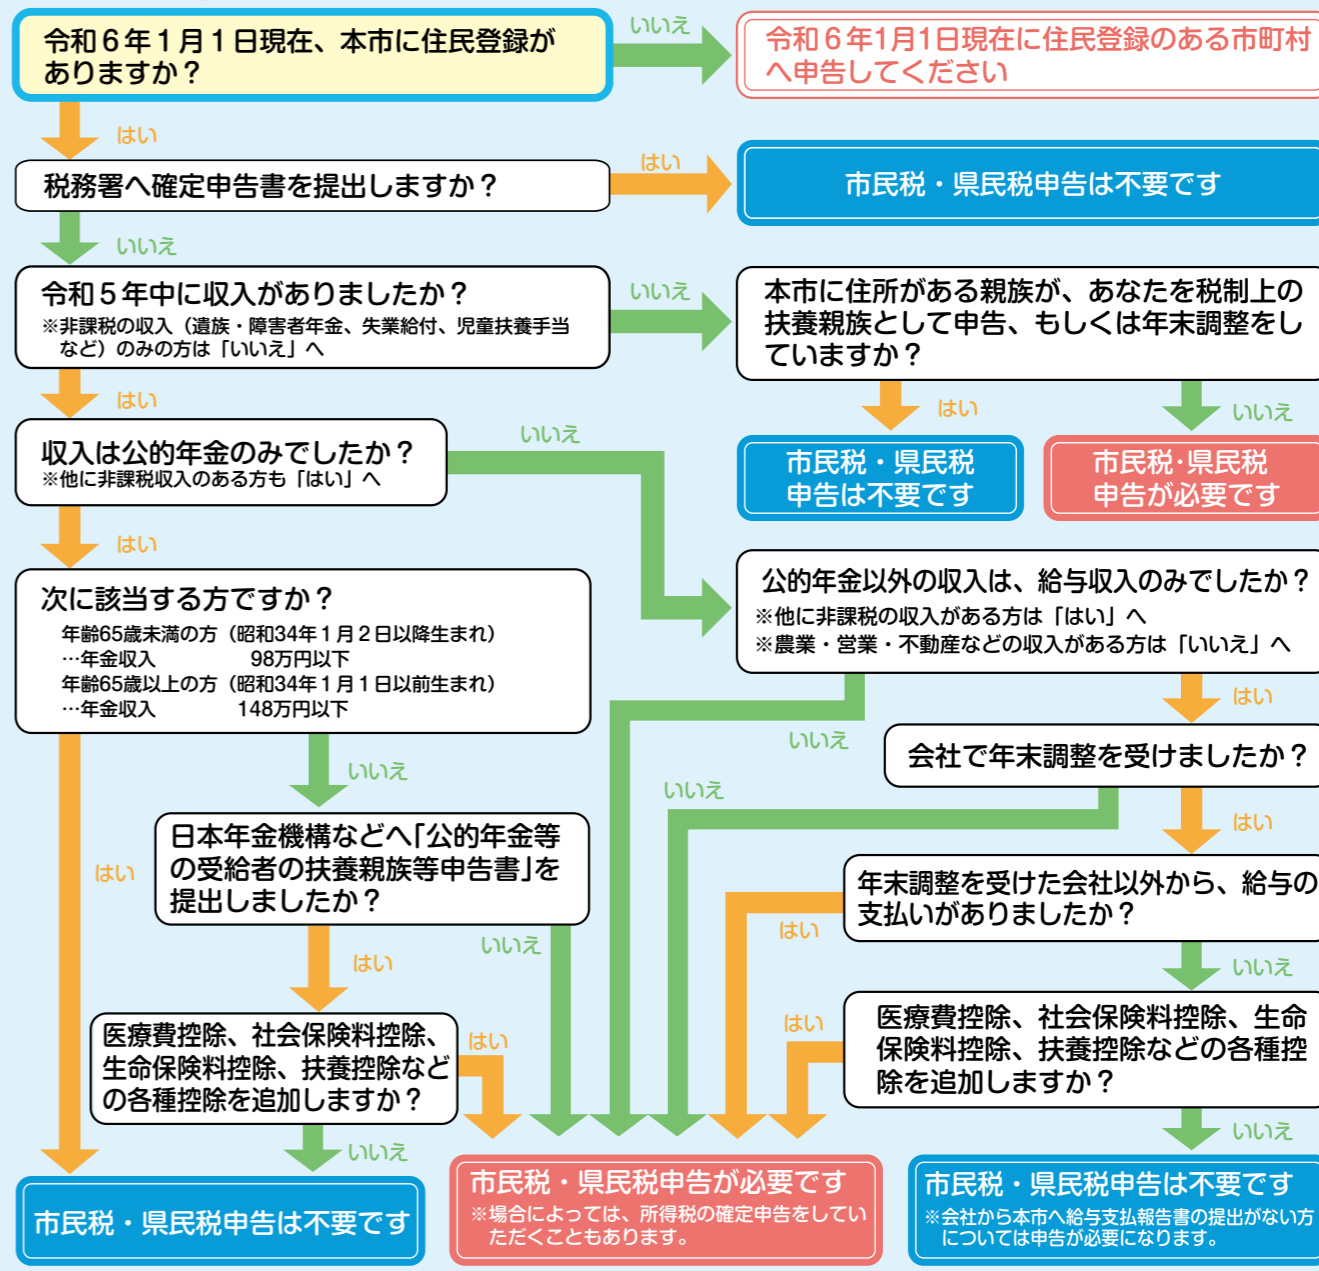 令和6年1月1日現在、本市に住民登録が
ありますか?
いいえ
令和6年1月1日現在に住民登録のある市町村
へ申告してください
はい
税務署へ確定申告書を提出しますか?
はい
市民税・県民税申告は不要です
いいえ
令和5年中に収入がありましたか?
※非課税の収入(遺族・障害者年金、失業給付、児童扶養手当
など)のみの方は「いいえ」へ
いいえ
本市に住所がある親族が、あなたを税制上の
扶養親族として申告、もしくは年末調整をし
ていますか?
はい
はい
いいえ
市民税・県民税
申告は不要です
市民税・県民税
申告が必要です
収入は公的年金のみでしたか?
※他に非課税収入のある方も「はい」へ
いいえ
はい
次に該当する方ですか?
年齢65歳未満の方(昭和34年1月2日以降生まれ)
…年金収入 98万円以下
年齢65歳以上の方(昭和34年1月1日以前生まれ)
…年金収入 148万円以下
公的年金以外の収入は、給与収入のみでしたか?
※他に非課税の収入がある方は「はい」へ
※農業・営業・不動産などの収入がある方は「いいえ」へ
いいえ
はい
いいえ
会社で年末調整を受けましたか?
いいえ
はい
はい
日本年金機構などへ「公的年金等
の受給者の扶養親族等申告書」を
提出しましたか?
年末調整を受けた会社以外から、給与の
支払いがありましたか?
はい
いいえ
いいえ
はい
医療費控除、社会保険料控除、
生命保険料控除、扶養控除など
の各種控除を追加しますか?
はい
はい
医療費控除、社会保険料控除、生命
保険料控除、扶養控除などの各種控
除を追加しますか?
いいえ
いいえ
市民税・県民税申告は不要です
市民税・県民税申告が必要です
※場合によっては、所得税の確定申告をしてい
ただくこともあります。
市民税・県民税申告は不要です
※会社から本市へ給与支払報告書の提出がない方
については申告が必要になります。